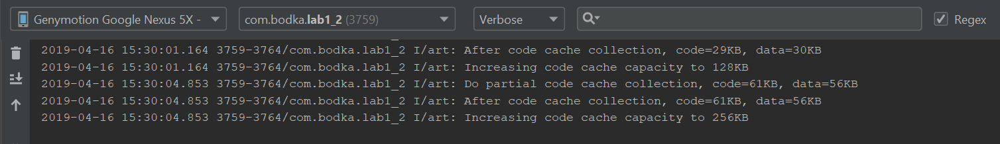 Genymotion Google Nexus 5X - com.bodka.lab1_2 (3759) Verbose Regex
2019-04-16 15:30:01.164 3759-3764/com.bodka.lab1_2 I/art: After code cache collection, code=29KB, data=30KB
2019-04-16 15:30:01.164 3759-3764/com.bodka.lab1_2 I/art: Increasing code cache capacity to 128KB
2019-04-16 15:30:04.853 3759-3764/com.bodka.lab1_2 I/art: Do partial code cache collection, code=61KB, data=56KB
2019-04-16 15:30:04.853 3759-3764/com.bodka.lab1_2 I/art: After code cache collection, code=61KB, data=56KB
2019-04-16 15:30:04.853 3759-3764/com.bodka.lab1_2 I/art: Increasing code cache capacity to 256KB